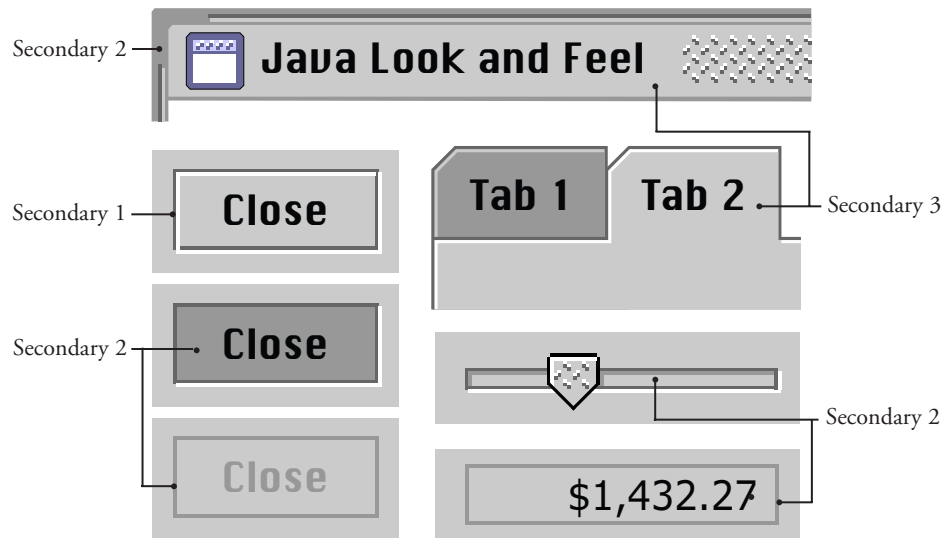 Secondary 2
Java Look and Feel
Secondary 1
Close
Tab 1
Tab 2
Secondary 3
Secondary 2
Close
Secondary 2
Close
$1,432.27